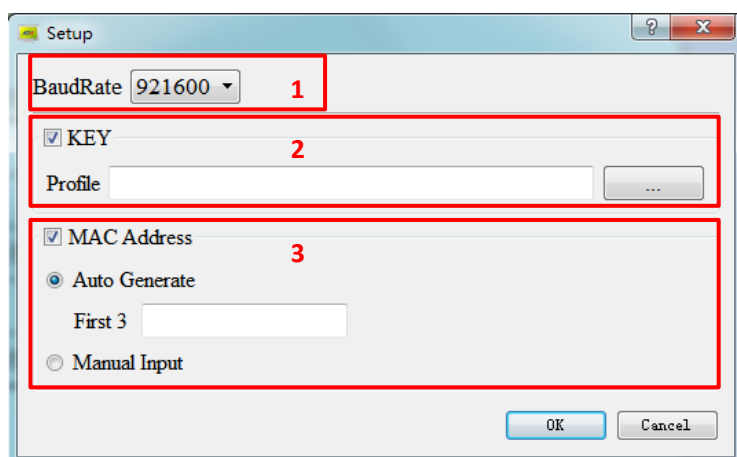 Setup
BaudRate 921600 1
KEY
2
Profile ...
MAC Address
3
Auto Generate
First 3
Manual Input
OK Cancel